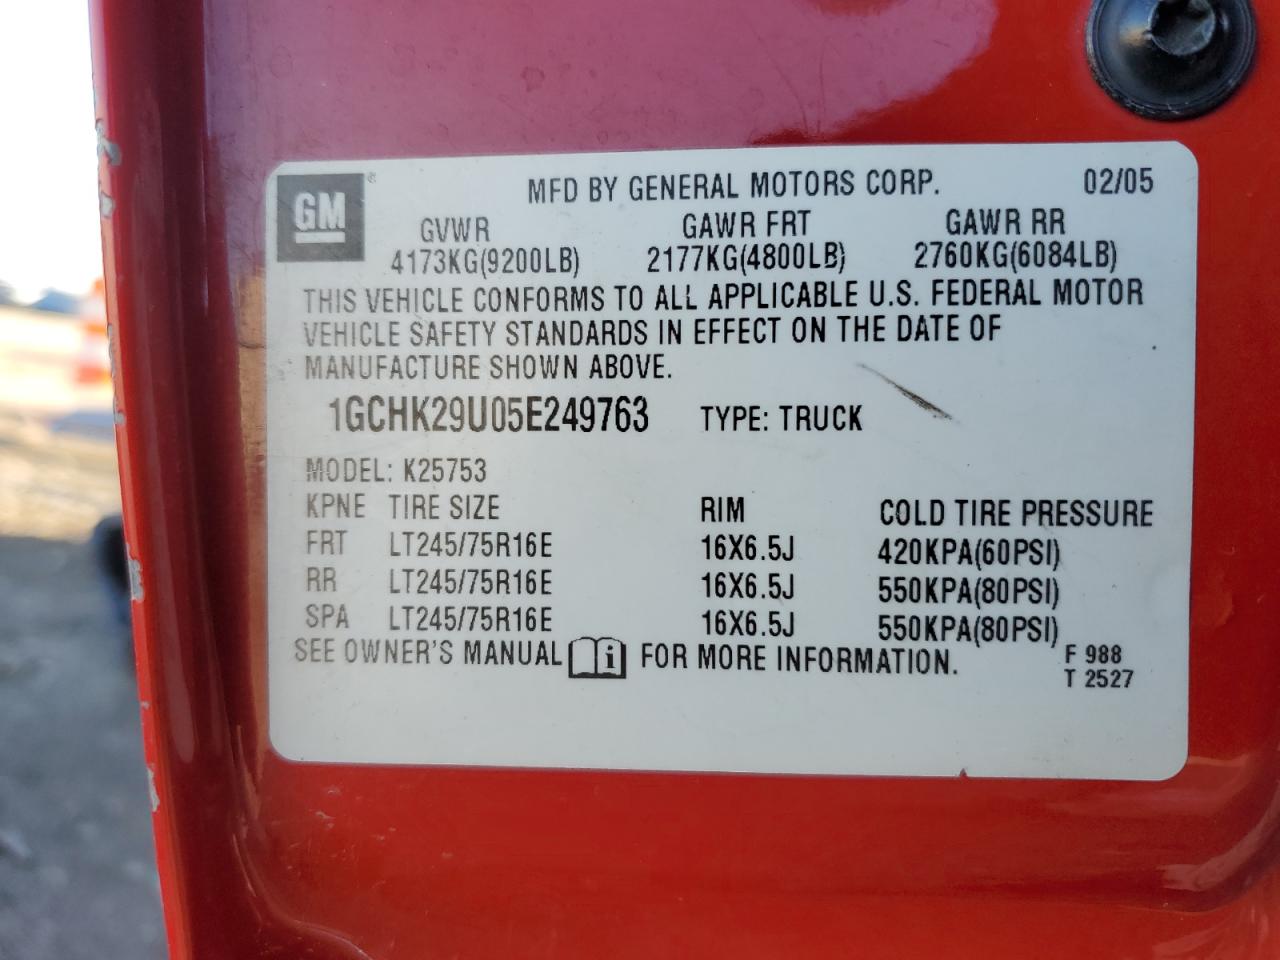 GM ® MFD BY GENERAL MOTORS CORP. 02/05
GVWR GAWR FRT GAWR RR
4173KG(9200LB) 2177KG(4800LB) 2760KG(6084LB)
THIS VEHICLE CONFORMS TO ALL APPLICABLE U.S. FEDERAL MOTOR
VEHICLE SAFETY STANDARDS IN EFFECT ON THE DATE OF
MANUFACTURE SHOWN ABOVE.
1GCHK29U05E249763 TYPE: TRUCK
MODEL: K25753
KPNE TIRE SIZE RIM COLD TIRE PRESSURE
FRT LT245/75R16E 16X6.5J 420KPA(60PSI)
RR LT245/75R16E 16X6.5J 550KPA(80PSI)
SPA LT245/75R16E 16X6.5J 550KPA(80PSI)
SEE OWNER'S MANUAL i FOR MORE INFORMATION. F 988
T 2527